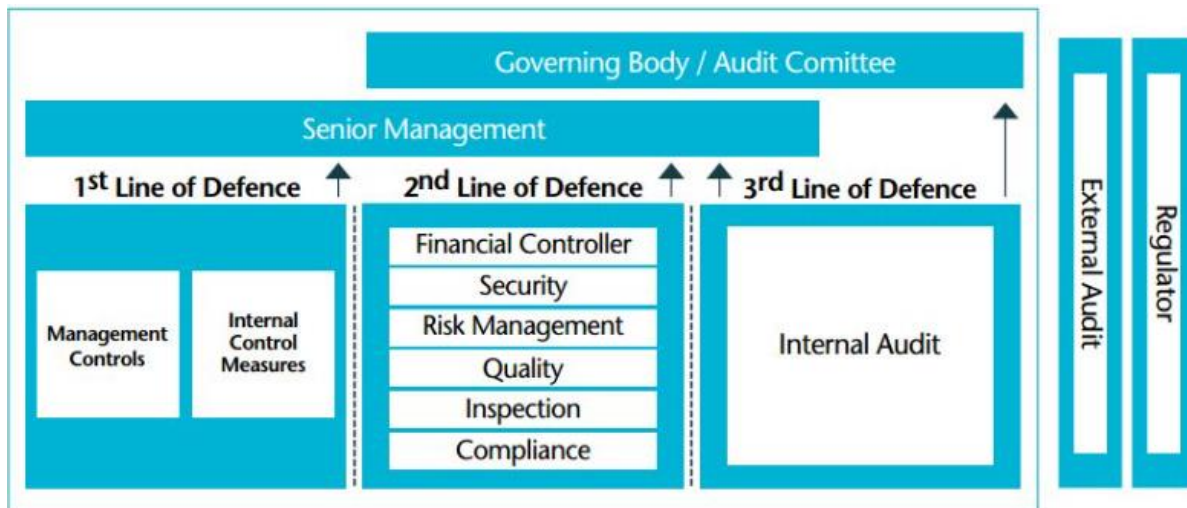 Governing Body / Audit Comittee
Senior Management
1st Line of Defence
2nd Line of Defence
3rd Line of Defence
Management
Controls
Internal
Control
Measures
Financial Controller
Security
Risk Management
Quality
Inspection
Compliance
Internal Audit
External Audit
Regulator